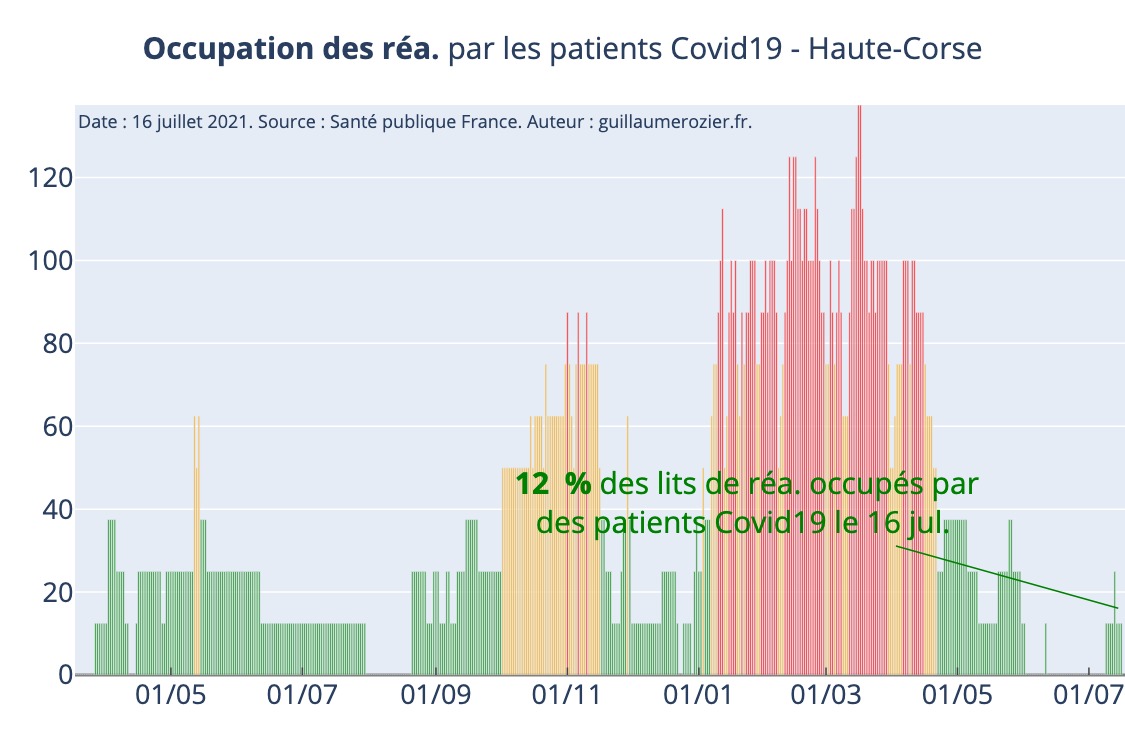 Occupation des réa. par les patients Covid19 - Haute-Corse
Date : 16 juillet 2021. Source : Santé publique France. Auteur : guillaumerozier.fr.
120
100
80
60
40
20
0
12 % des lits de réa. occupés par
des patients Covid19 le 16 jul.
01/05 01/07 01/09 01/11 01/01 01/03 01/05 01/07